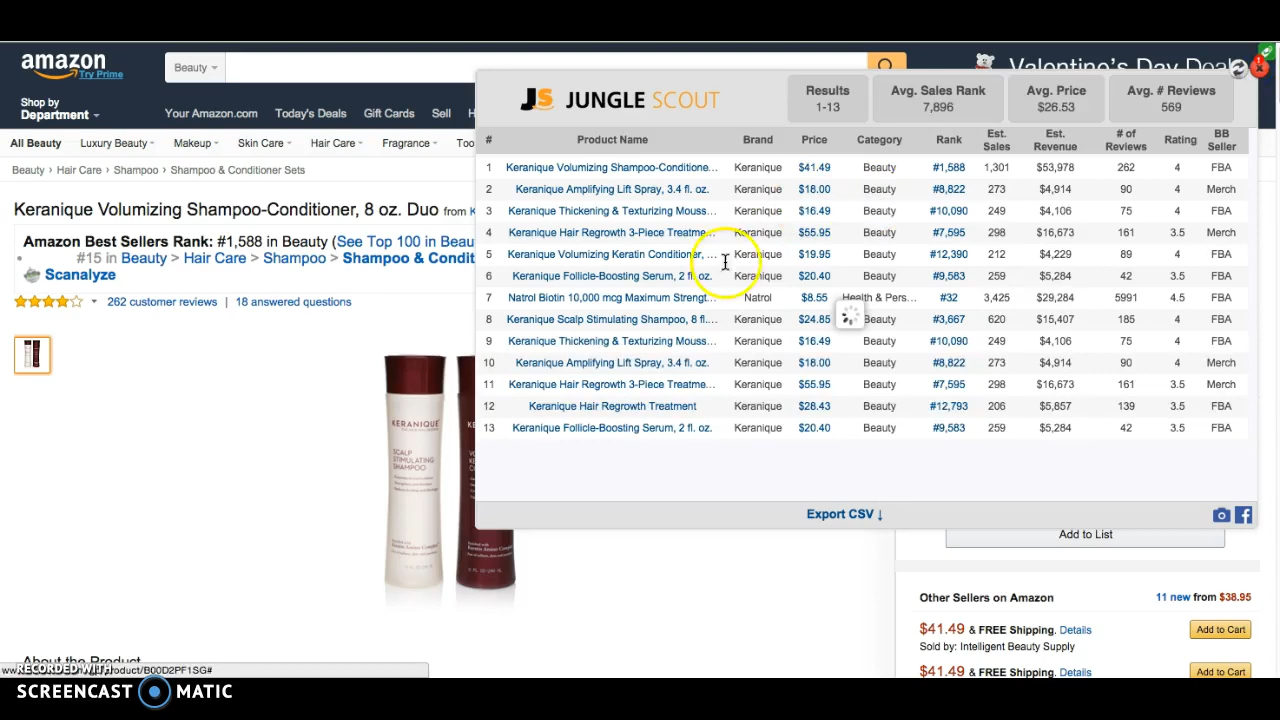 amazon
Try Prime
Beauty
Valentine's Day Deal
Shop by
Department
Your Amazon.com
Today's Deals
Gift Cards
Sell
H
All Beauty
Luxury Beauty
Makeup
Skin Care
Hair Care
Fragrance
Too
Beauty > Hair Care > Shampoo > Shampoo & Conditioner Sets
Keranique Volumizing Shampoo-Conditioner, 8 oz. Duo from K
Amazon Best Sellers Rank: #1,588 in Beauty (See Top 100 in Beau
#15 in Beauty > Hair Care > Shampoo > Shampoo & Condit
Scanalyze
262 customer reviews | 18 answered questions
KERANIQUE
SCALP
STIMULATING
SHAMPOO
About the Product
JS JUNGLE SCOUT
Results
1-13
Avg. Sales Rank
7,896
Avg. Price
$26.53
Avg. # Reviews
569
# Product Name Brand Price Category Rank Est. Sales Est. Revenue # of Reviews Rating BB Seller
1 Keranique Volumizing Shampoo-Conditione... Keranique $41.49 Beauty #1,588 1,301 $53,978 262 4 FBA
2 Keranique Amplifying Lift Spray, 3.4 fl. oz. Keranique $18.00 Beauty #8,822 273 $4,914 90 4 Merch
3 Keranique Thickening & Texturizing Mouss... Keranique $16.49 Beauty #10,090 249 $4,106 75 4 FBA
4 Keranique Hair Regrowth 3-Piece Treatme... Keranique $55.95 Beauty #7,595 298 $16,673 161 3.5 Merch
5 Keranique Volumizing Keratin Conditioner, ... Keranique $19.95 Beauty #12,390 212 $4,229 89 4 FBA
6 Keranique Follicle-Boosting Serum, 2 fl. oz. Keranique $20.40 Beauty #9,583 259 $5,284 42 3.5 FBA
7 Natrol Biotin 10,000 mcg Maximum Strengt... Natrol $8.55 Health & Pers... #32 3,425 $29,284 5991 4.5 FBA
8 Keranique Scalp Stimulating Shampoo, 8 fl.... Keranique $24.85 Beauty #3,667 620 $15,407 185 4 FBA
9 Keranique Thickening & Texturizing Mouss... Keranique $16.49 Beauty #10,090 249 $4,106 75 4 FBA
10 Keranique Amplifying Lift Spray, 3.4 fl. oz. Keranique $18.00 Beauty #8,822 273 $4,914 90 4 Merch
11 Keranique Hair Regrowth 3-Piece Treatme... Keranique $55.95 Beauty #7,595 298 $16,673 161 3.5 Merch
12 Keranique Hair Regrowth Treatment Keranique $28.43 Beauty #12,793 206 $5,857 139 3.5 FBA
13 Keranique Follicle-Boosting Serum, 2 fl. oz. Keranique $20.40 Beauty #9,583 259 $5,284 42 3.5 FBA
Export CSV ↓
Add to List
Other Sellers on Amazon
11 new from $38.95
$41.49 & FREE Shipping. Details
Add to Cart
Sold by: Intelligent Beauty Supply
$41.49 & FREE Shipping. Details
Add to Cart
RECORDED WITH
SCREENCAST MATIC